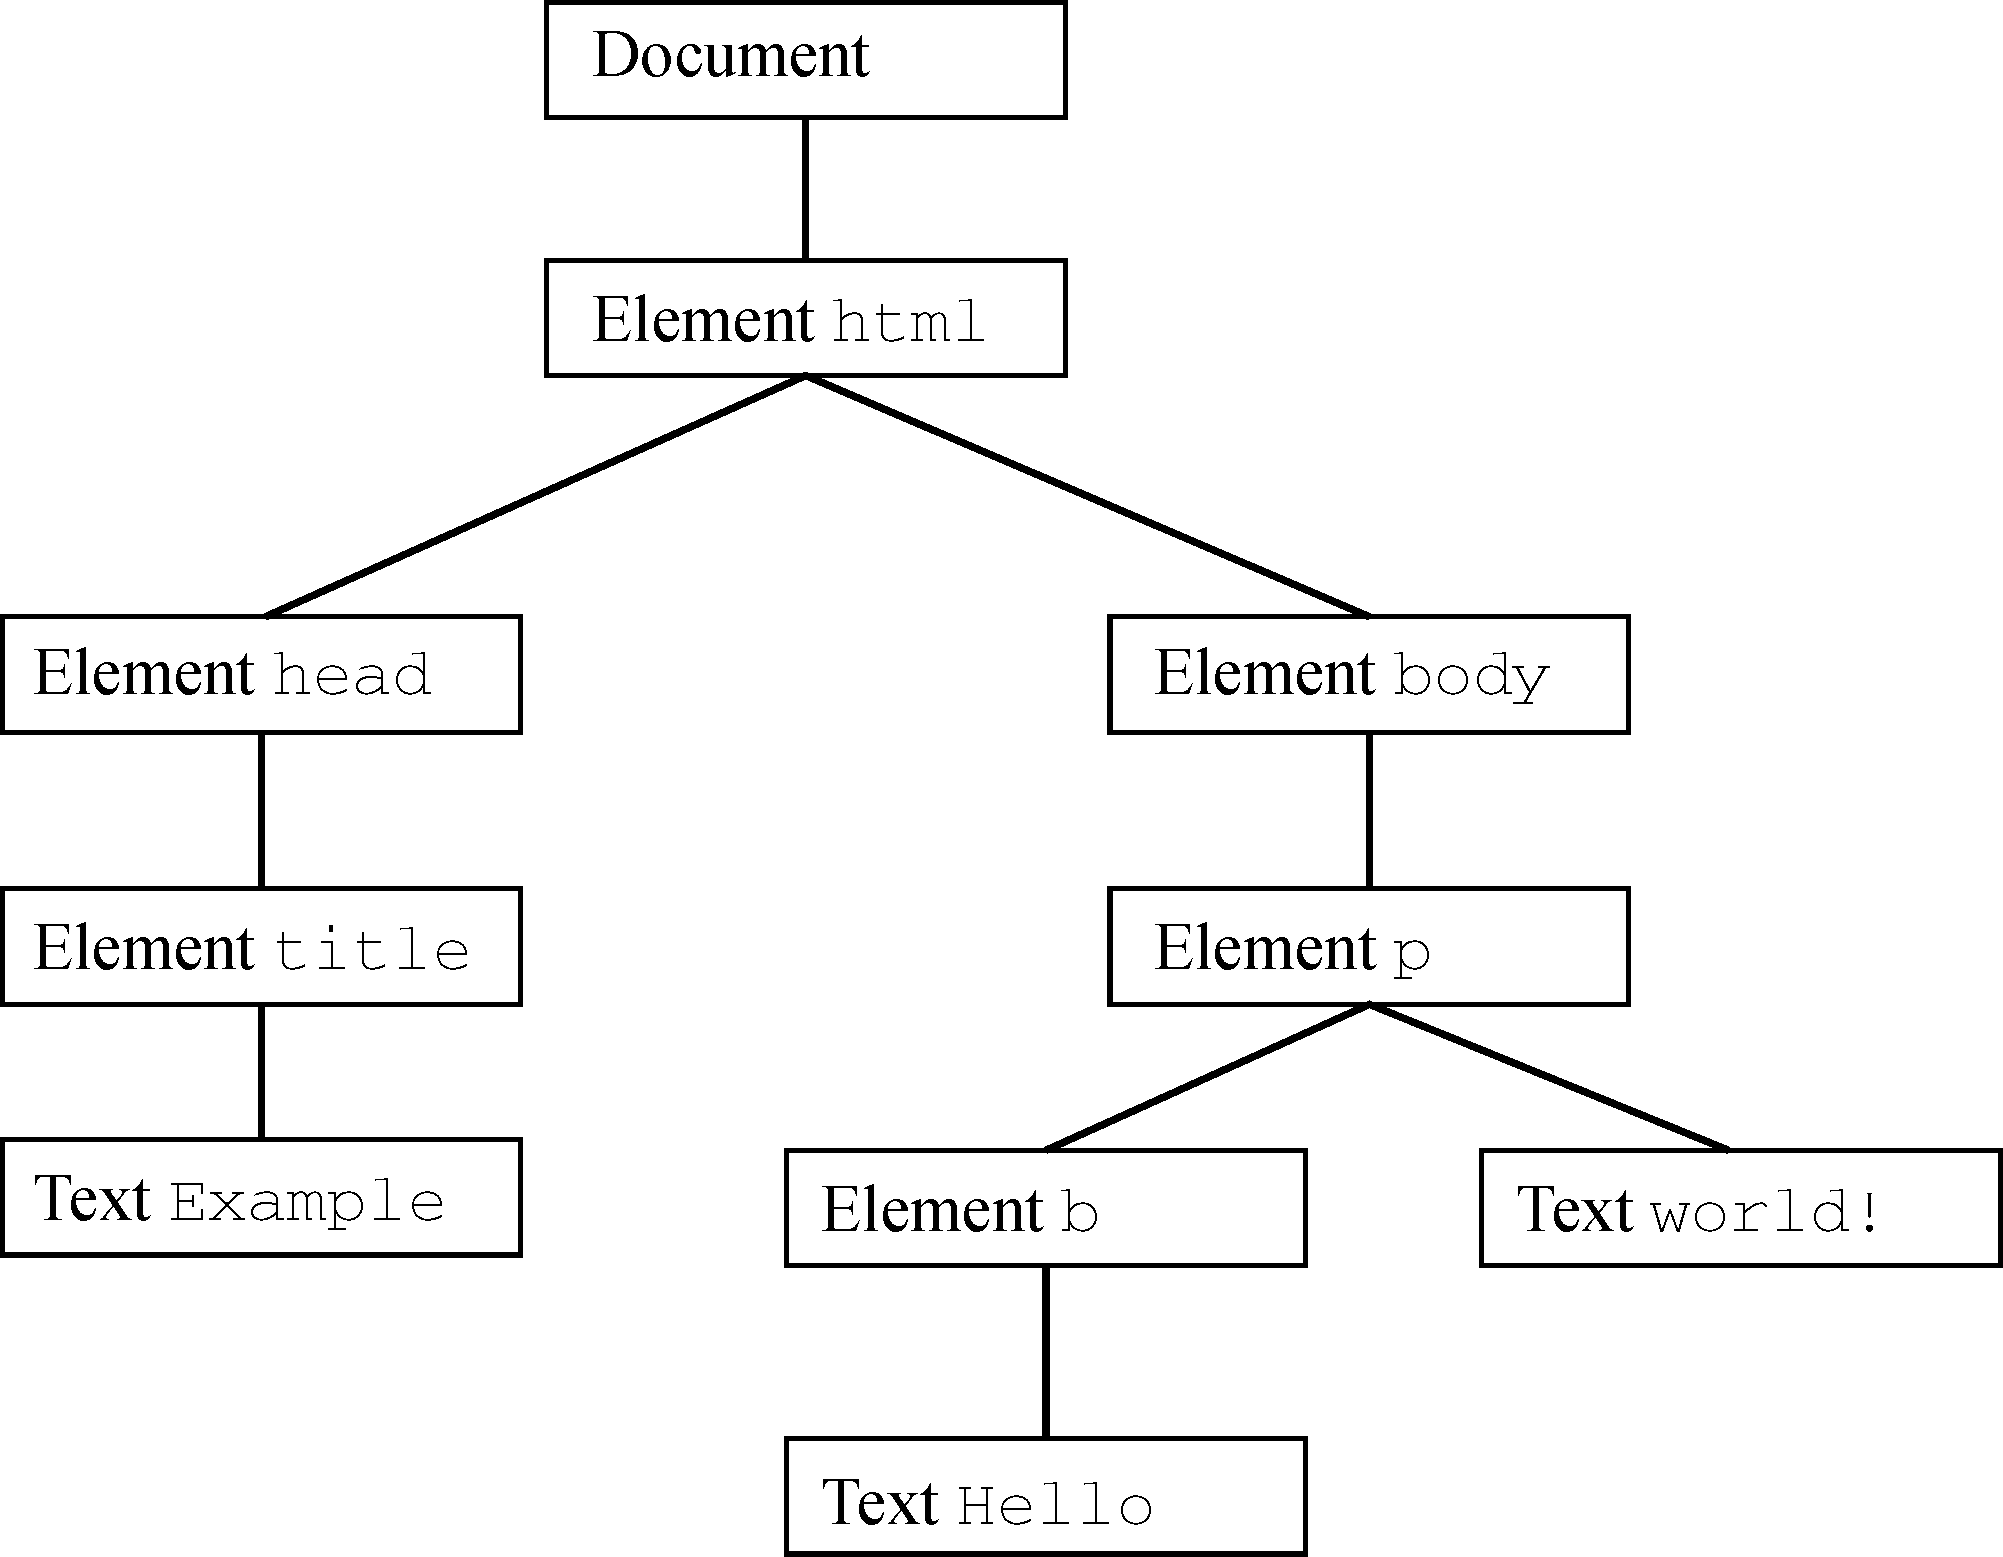 Document
Element html
Element head
Element body
Element title
Element p
Text Example
Element b
Text world!
Text Hello